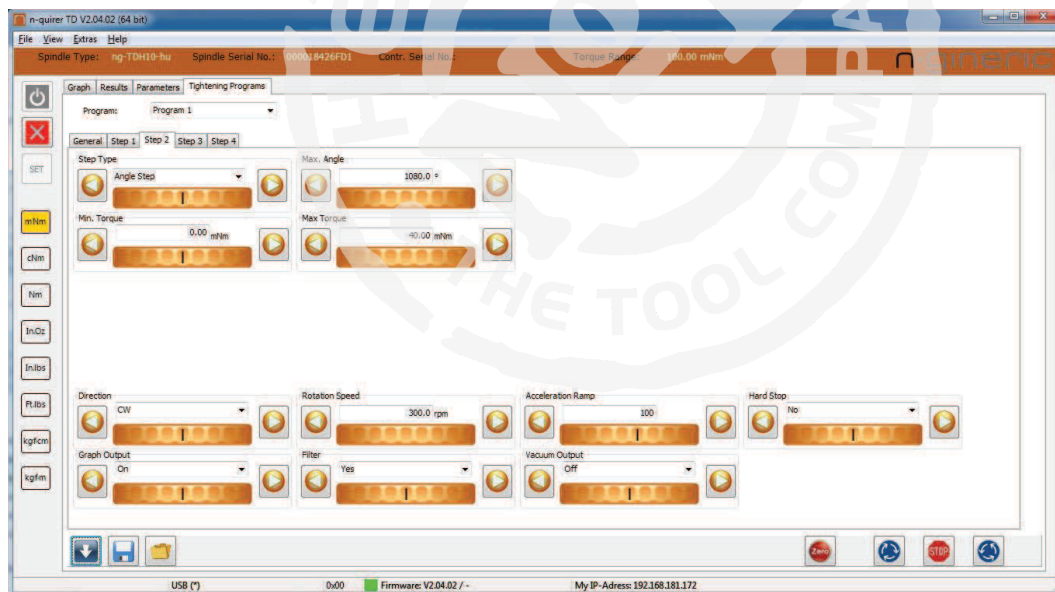 n-quirer TD V2.04.02 (64 bit)
File View Extras Help
Spindle Type: ng-TDH10-hu Spindle Serial No.: 000018426FD1 Contr. Serial No.: Torque Range: 100.00 mNm
Graph Results Parameters Tightening Programs
Program: Program 1
General Step 1 Step 2 Step 3 Step 4
Step Type Max. Angle
Angle Step 1080.0 °
SET
Min. Torque Max Torque
0.00 mNm 40.00 mNm
mNm
cNm
Nm
In.Oz
In.lbs
Ft.lbs
kgfcm
kgfm
THE TOOL COMPA
Direction Rotation Speed Acceleration Ramp Hard Stop
CW 300.0 rpm 100 No
Graph Output Filter Vacuum Output
On Yes Off
Zero STOP
USB (*) 0x00 Firmware: V2.04.02 / - My IP-Adress: 192.168.181.172